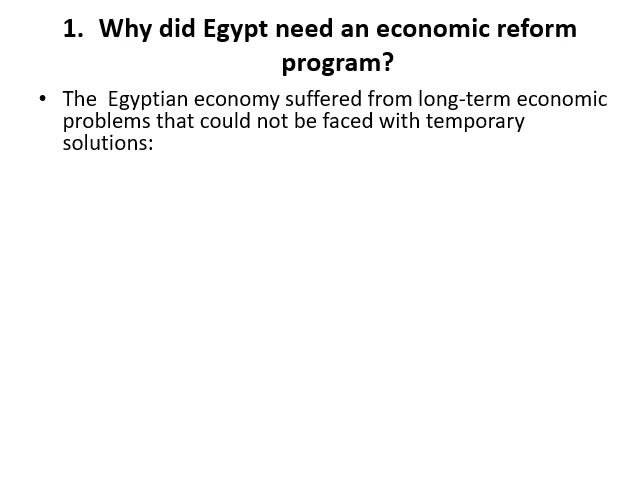 1. Why did Egypt need an economic reform
program?
• The  Egyptian economy suffered from long-term economic
problems that could not be faced with temporary
solutions: